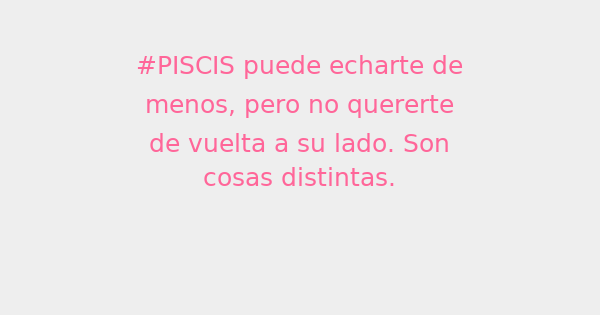 #PISCIS puede echarte de
menos, pero no quererte
de vuelta a su lado. Son
cosas distintas.